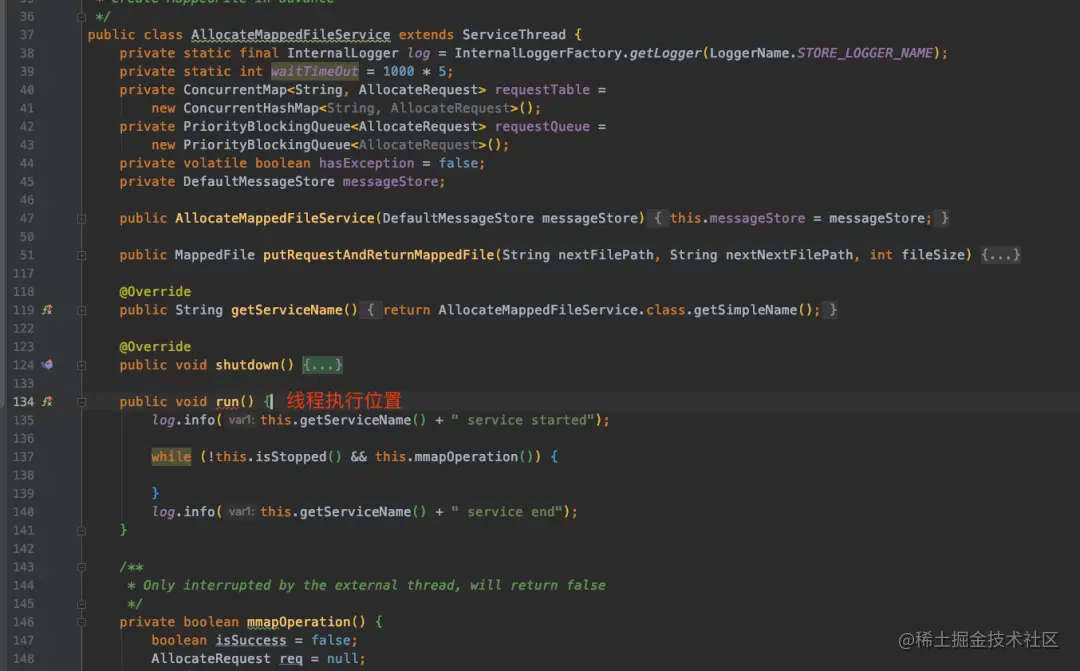 * Create MappedFile in advance
36 */
37 public class AllocateMappedFileService extends ServiceThread {
38 private static final InternalLogger log = InternalLoggerFactory.getLogger(LoggerName.STORE_LOGGER_NAME);
39 private static int waitTimeOut = 1000 * 5;
40 private ConcurrentMap<String, AllocateRequest> requestTable =
41 new ConcurrentHashMap<String, AllocateRequest>();
42 private PriorityBlockingQueue<AllocateRequest> requestQueue =
43 new PriorityBlockingQueue<AllocateRequest>();
44 private volatile boolean hasException = false;
45 private DefaultMessageStore messageStore;
46
47 public AllocateMappedFileService(DefaultMessageStore messageStore) { this.messageStore = messageStore; }
50
51 public MappedFile putRequestAndReturnMappedFile(String nextFilePath, String nextNextFilePath, int fileSize) {...}
117
118 @Override
119 public String getServiceName() { return AllocateMappedFileService.class.getSimpleName(); }
122
123 @Override
124 public void shutdown() {...}
133
134 public void run() { 线程执行位置
135 log.info( var1: this.getServiceName() + " service started");
136
137 while (!this.isStopped() && this.mmapOperation()) {
138
139 }
140 log.info( var1: this.getServiceName() + " service end");
141 }
142
143 /**
144 * Only interrupted by the external thread, will return false
145 */
146 private boolean mmapOperation() {
147 boolean isSuccess = false;
148 AllocateRequest req = null;
@稀土掘金技术社区